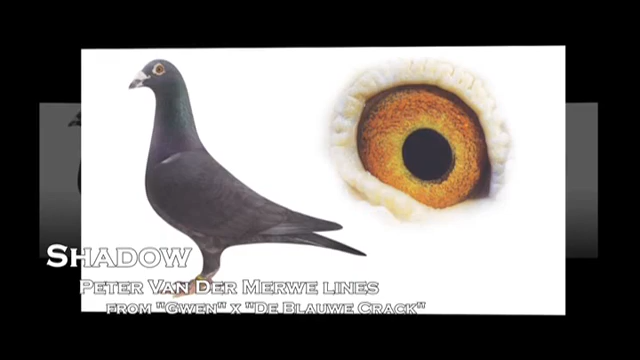 Shadow
Peter Van Der Merwe lines
from "Gwen" x "De Blauwe Crack"